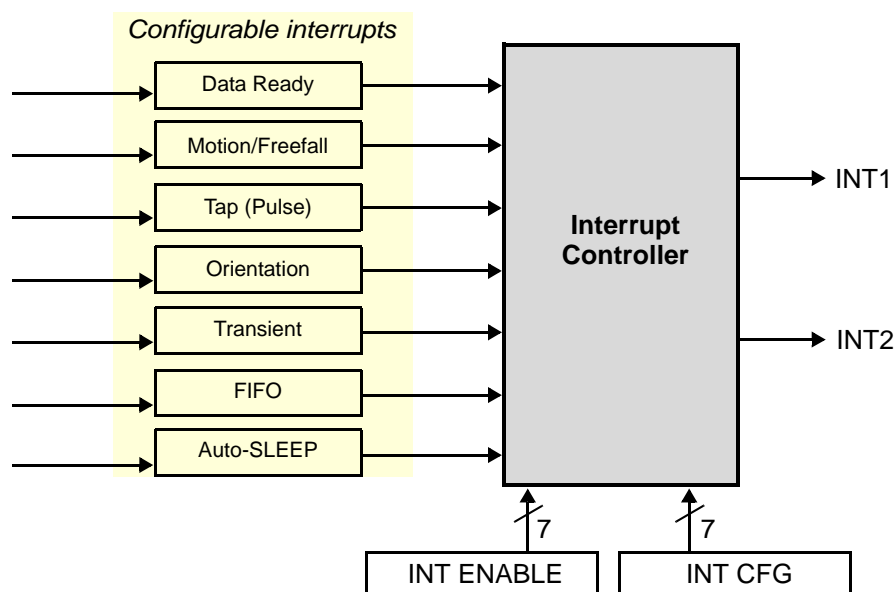 Configurable interrupts
Data Ready
Motion/Freefall
Tap (Pulse)
Orientation
Transient
FIFO
Auto-SLEEP
Interrupt
Controller
INT1
INT2
7
7
INT ENABLE
INT CFG